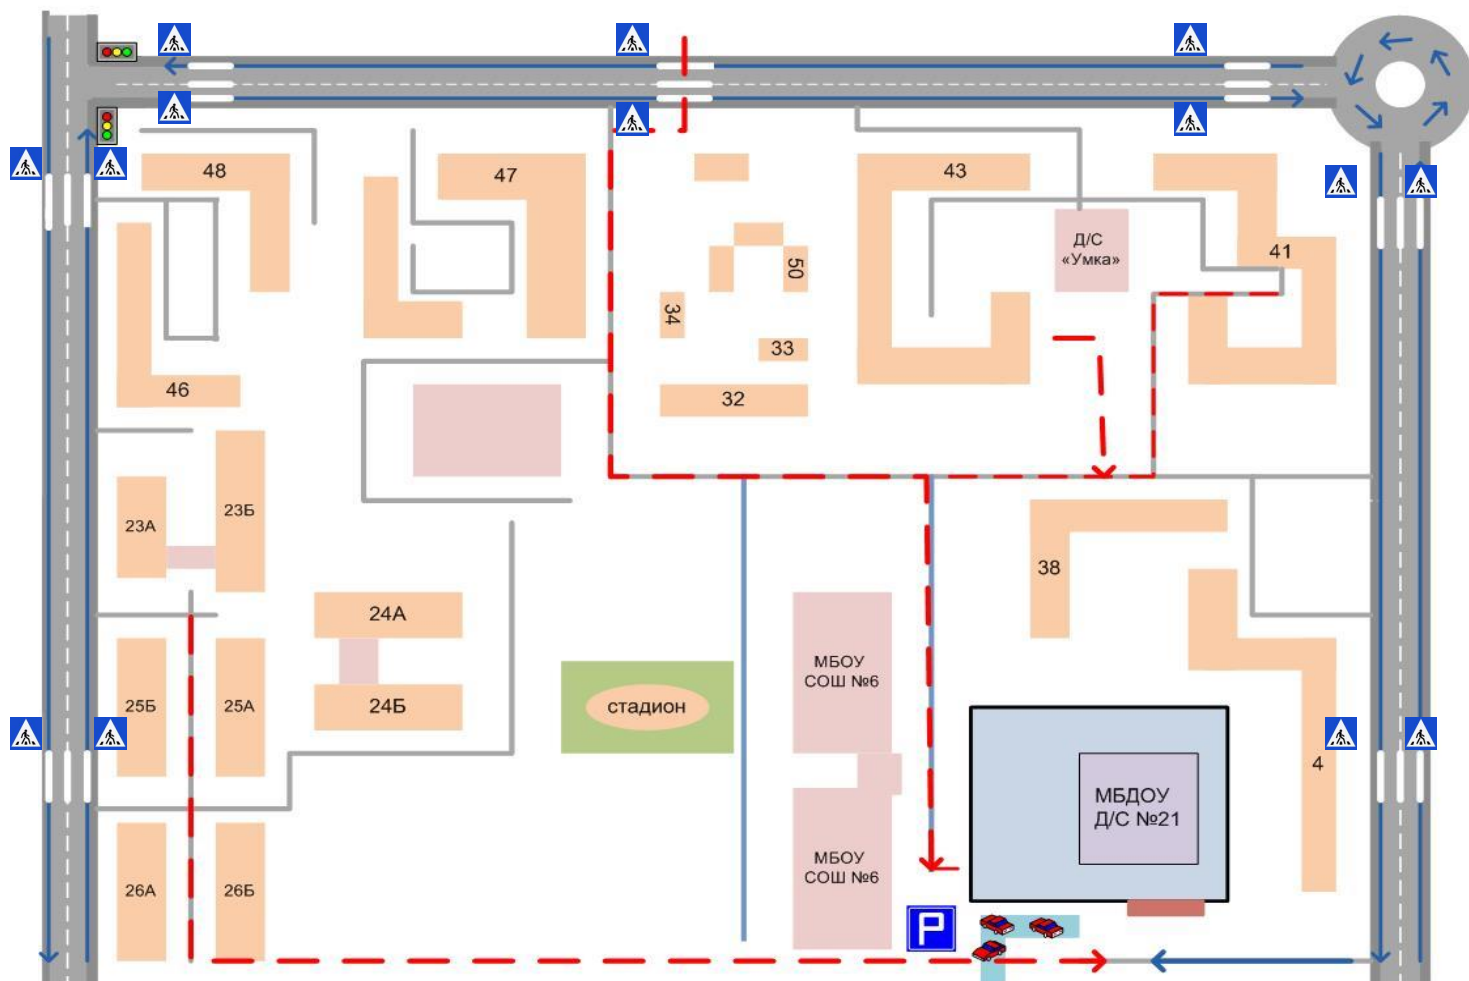 48
47
43
Д/С
«Умка»
41
50
34
33
46
32
23А
23Б
38
24А
МБОУ
СОШ №6
25Б
25А
24Б
стадион
4
МБДОУ
Д/С №21
МБОУ
СОШ №6
26А
26Б
P